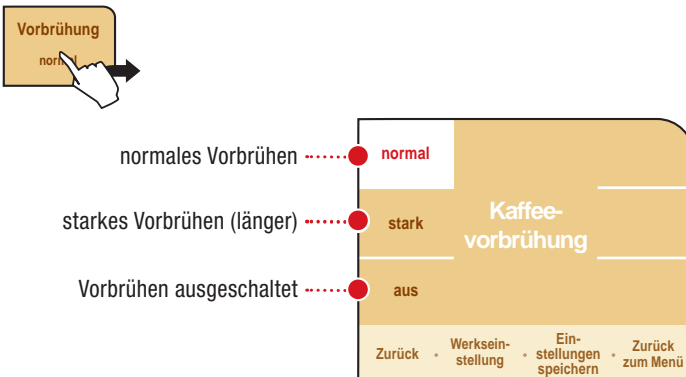 Vorbrühung
normal
normales Vorbrühen
normal
starkes Vorbrühen (länger)
stark
Kaffee-
vorbrühung
Vorbrühen ausgeschaltet
aus
Zurück
Werksein-
stellung
Ein-
stellungen
speichern
Zurück
zum Menü